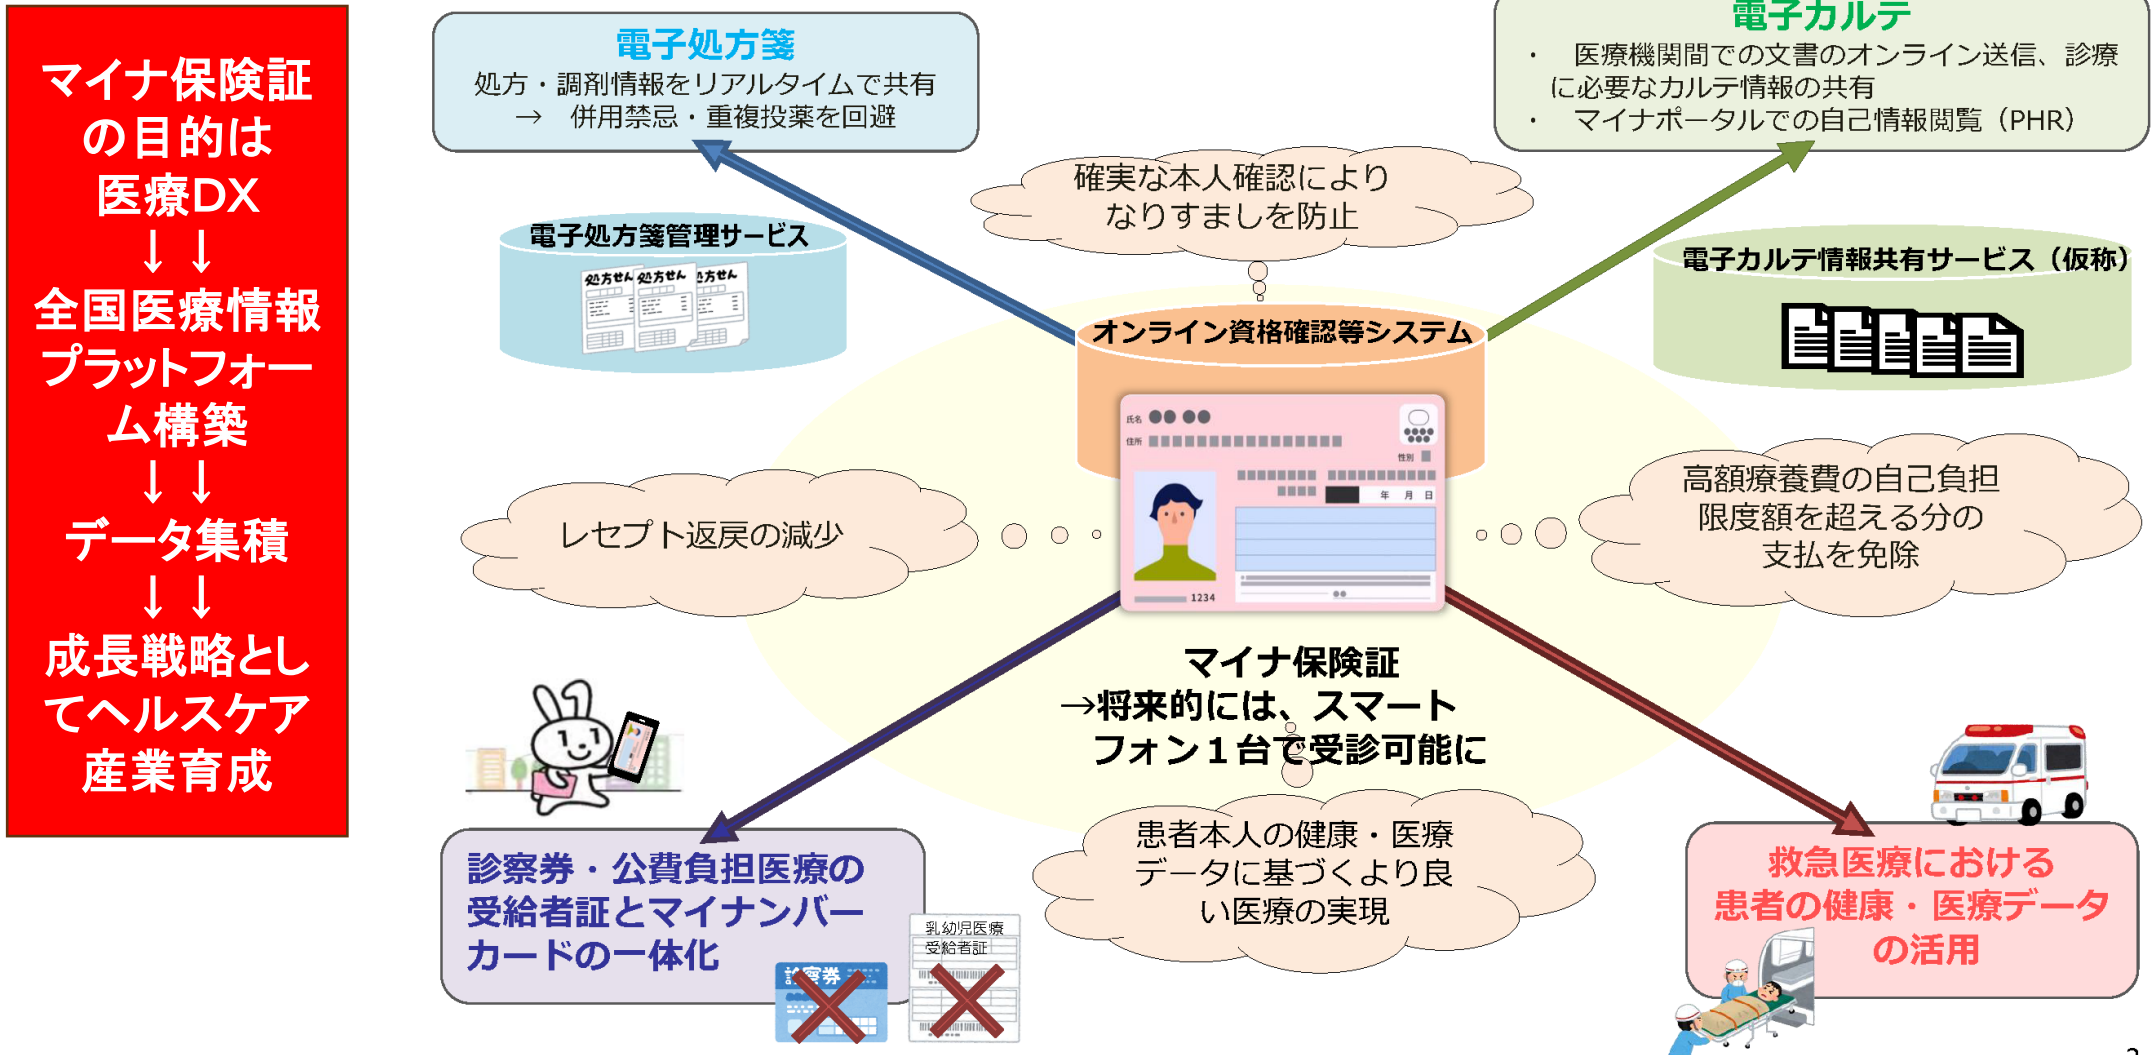 マイナ保険証
の目的は
医療DX
↓↓
全国医療情報
プラットフォー
ム構築
↓↓
データ集積
↓↓
成長戦略とし
てヘルスケア
産業育成
電子処方箋
処方・調剤情報をリアルタイムで共有
→　併用禁忌・重複投薬を回避
電子カルテ
・　医療機関間での文書のオンライン送信、診療
に必要なカルテ情報の共有
・　マイナポータルでの自己情報閲覧（PHR）
確実な本人確認により
なりすましを防止
電子処方箋管理サービス
処方せん
処方せん
処方せん
電子カルテ情報共有サービス（仮称）
オンライン資格確認等システム
氏名
住所
性別
年 月 日
1234
レセプト返戻の減少
高額療養費の自己負担
限度額を超える分の
支払を免除
マイナ保険証
→将来的には、スマート
フォン１台で受診可能に
患者本人の健康・医療
データに基づくより良
い医療の実現
診察券・公費負担医療の
受給者証とマイナンバー
カードの一体化
診察券
乳幼児医療
受給者証
救急医療における
患者の健康・医療データ
の活用